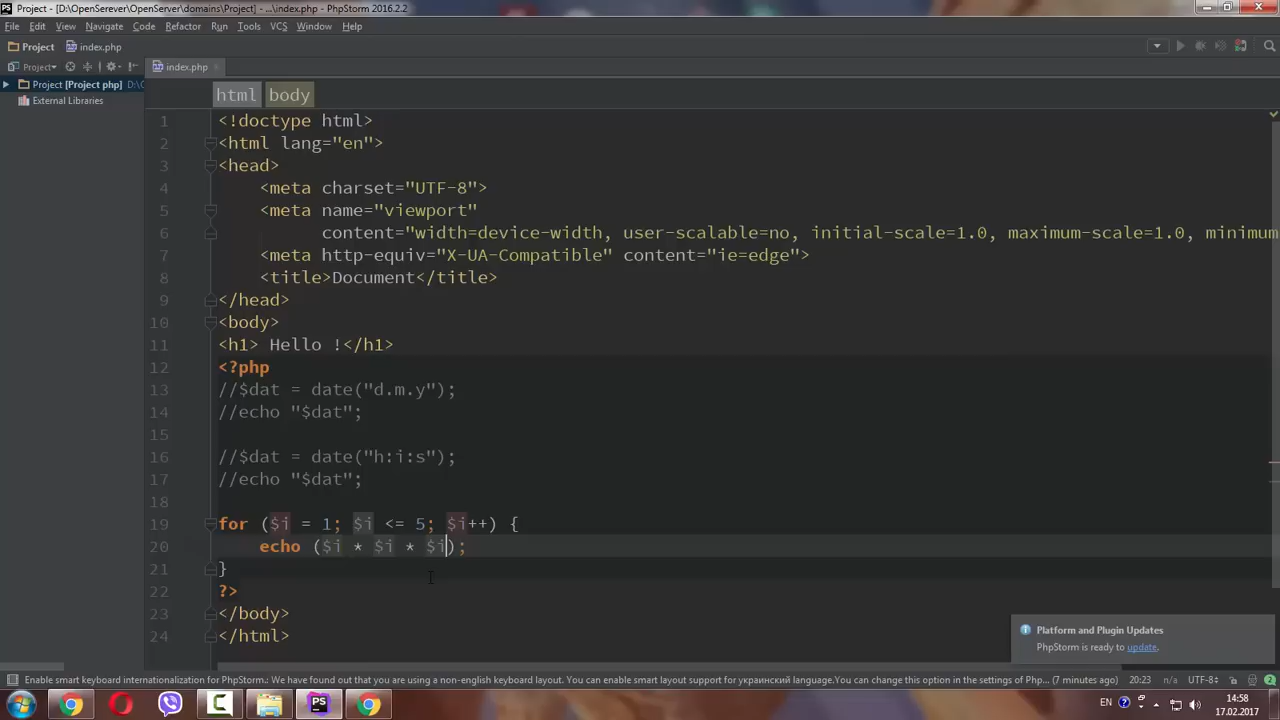 Project - [D:\OpenSerever\OpenServer\domains\Project] - ...\index.php - PhpStorm 2016.2.2
File Edit View Navigate Code Refactor Run Tools VCS Window Help
Project index.php
Project index.php
Project [Project php] D:\O
External Libraries
html body
1 <!doctype html>
2 <html lang="en">
3 <head>
4 <meta charset="UTF-8">
5 <meta name="viewport"
6 content="width=device-width, user-scalable=no, initial-scale=1.0, maximum-scale=1.0, minimum
7 <meta http-equiv="X-UA-Compatible" content="ie=edge">
8 <title>Document</title>
9 </head>
10 <body>
11 <h1> Hello !</h1>
12 <?php
13 //$dat = date("d.m.y");
14 //echo "$dat";
15
16 //$dat = date("h:i:s");
17 //echo "$dat";
18
19 for ($i = 1; $i <= 5; $i++) {
20 echo ($i * $i * $i);
21 }
22 ?>
23 </body>
24 </html>
Platform and Plugin Updates
PhpStorm is ready to update.
Enable smart keyboard internationalization for PhpStorm.: We have found out that you are using a non-english keyboard layout. You can enable smart layout support for украинский language.You can change this option in the settings of Php... (7 minutes ago) 20:23 n/a UTF-8 2
PS EN 14:58
17.02.2017